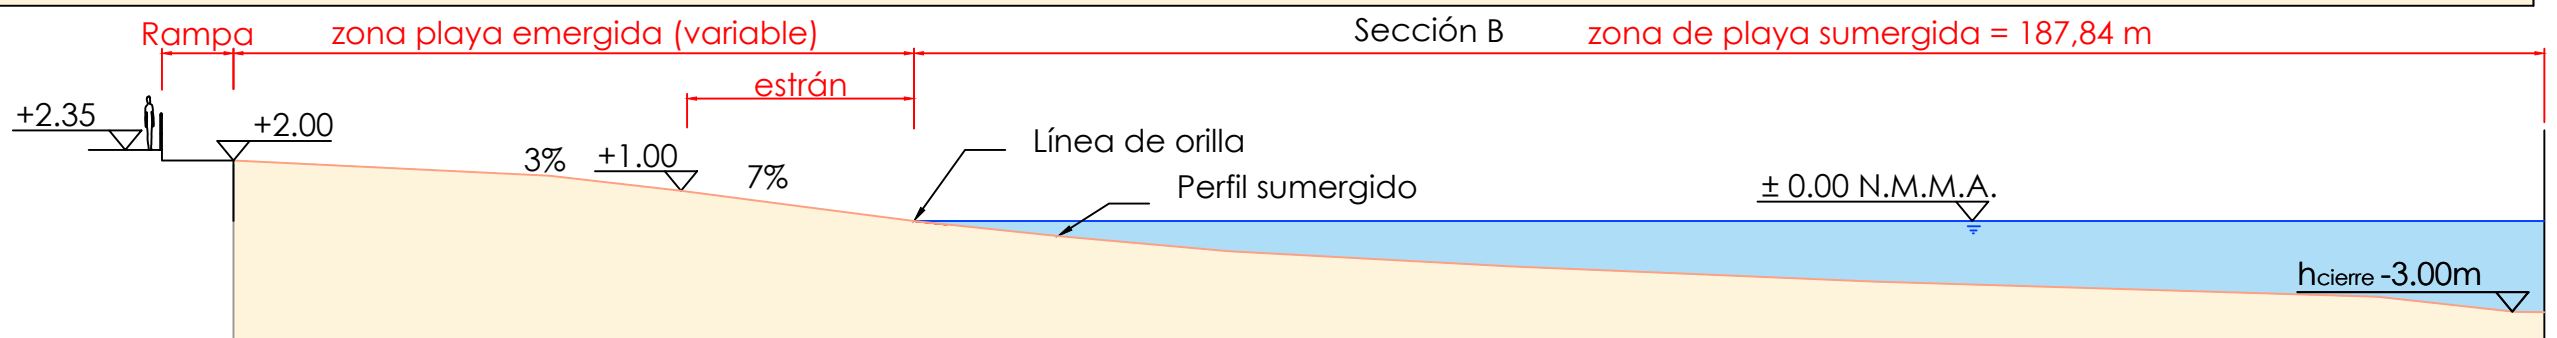 Sección B
Rampa
zona playa emergida (variable)
zona de playa sumergida = 187,84 m
estrán
+2.35
+2.00
Línea de orilla
3%
+1.00
7%
Perfil sumergido
± 0.00 N.M.M.A.
hcierre -3.00m